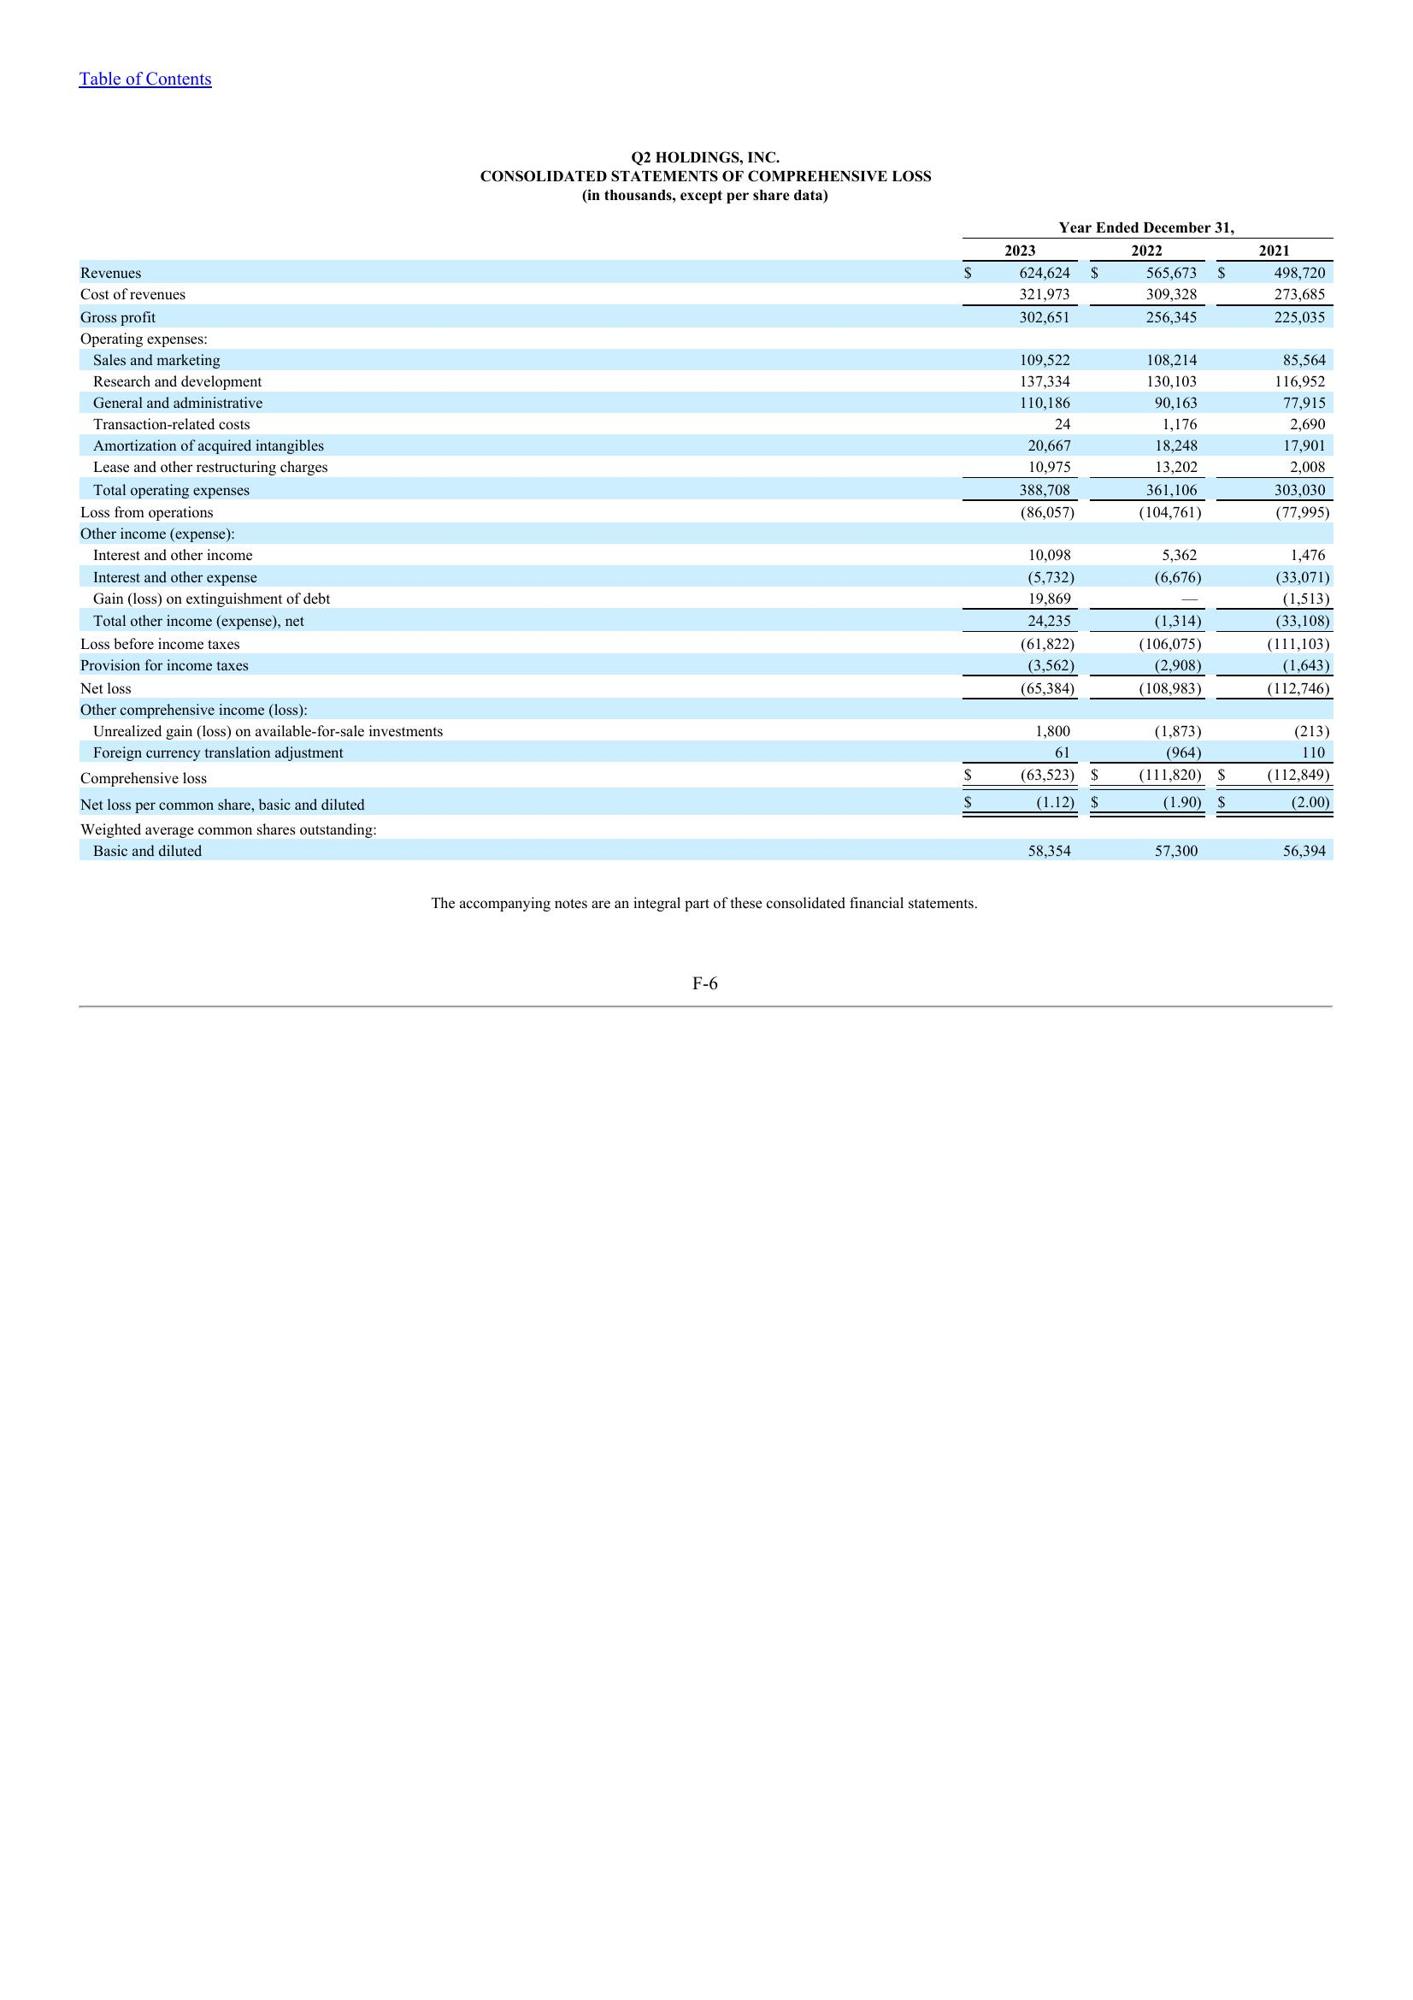 Table of Contents
Q2 HOLDINGS, INC.
CONSOLIDATED STATEMENTS OF COMPREHENSIVE LOSS
(in thousands, except per share data)
Year Ended December 31,
2023 2022 2021
Revenues $ 624,624 $ 565,673 $ 498,720
Cost of revenues 321,973 309,328 273,685
Gross profit 302,651 256,345 225,035
Operating expenses:
Sales and marketing 109,522 108,214 85,564
Research and development 137,334 130,103 116,952
General and administrative 110,186 90,163 77,915
Transaction-related costs 24 1,176 2,690
Amortization of acquired intangibles 20,667 18,248 17,901
Lease and other restructuring charges 10,975 13,202 2,008
Total operating expenses 388,708 361,106 303,030
Loss from operations (86,057) (104,761) (77,995)
Other income (expense):
Interest and other income 10,098 5,362 1,476
Interest and other expense (5,732) (6,676) (33,071)
Gain (loss) on extinguishment of debt 19,869 — (1,513)
Total other income (expense), net 24,235 (1,314) (33,108)
Loss before income taxes (61,822) (106,075) (111,103)
Provision for income taxes (3,562) (2,908) (1,643)
Net loss (65,384) (108,983) (112,746)
Other comprehensive income (loss):
Unrealized gain (loss) on available-for-sale investments 1,800 (1,873) (213)
Foreign currency translation adjustment 61 (964) 110
Comprehensive loss $ (63,523) $ (111,820) $ (112,849)
Net loss per common share, basic and diluted $ (1.12) $ (1.90) $ (2.00)
Weighted average common shares outstanding:
Basic and diluted 58,354 57,300 56,394
The accompanying notes are an integral part of these consolidated financial statements.
F-6